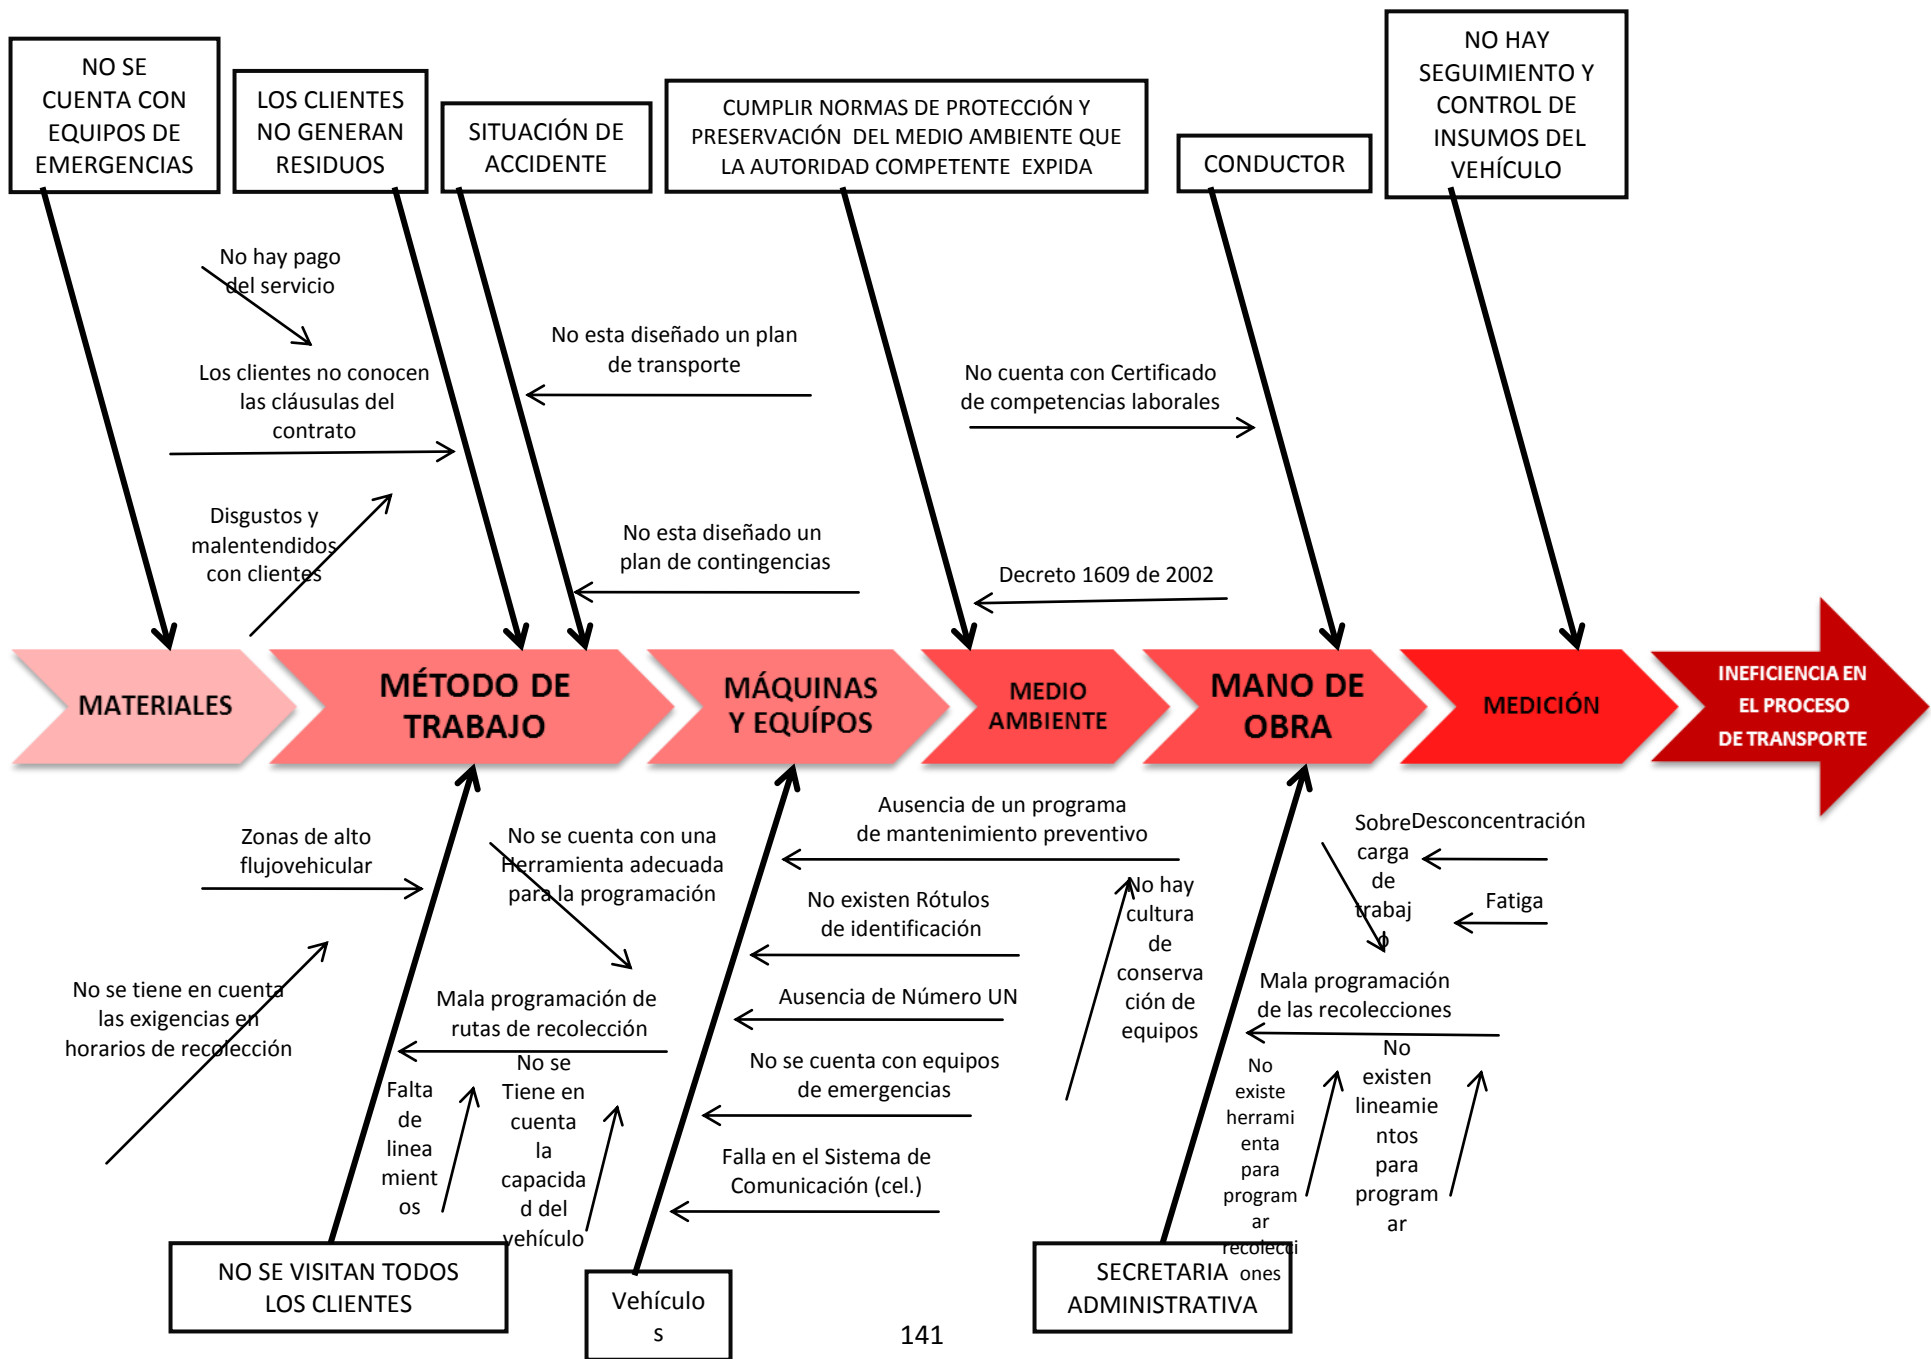 NO SE
CUENTA CON
EQUIPOS DE
EMERGENCIAS
LOS CLIENTES
NO GENERAN
RESIDUOS
SITUACIÓN DE
ACCIDENTE
CUMPLIR NORMAS DE PROTECCIÓN Y
PRESERVACIÓN DEL MEDIO AMBIENTE QUE
LA AUTORIDAD COMPETENTE EXPIDA
CONDUCTOR
NO HAY
SEGUIMIENTO Y
CONTROL DE
INSUMOS DEL
VEHÍCULO
No hay pago
del servicio
Los clientes no conocen
las cláusulas del
contrato
Disgustos y
malentendidos
con clientes
No esta diseñado un plan
de transporte
No esta diseñado un
plan de contingencias
No cuenta con Certificado
de competencias laborales
Decreto 1609 de 2002
MATERIALES
MÉTODO DE
TRABAJO
MÁQUINAS
Y EQUÍPOS
MEDIO
AMBIENTE
MANO DE
OBRA
MEDICIÓN
INEFICIENCIA EN
EL PROCESO
DE TRANSPORTE
Zonas de alto
flujovehicular
No se tiene en cuenta
las exigencias en
horarios de recolección
No se cuenta con una
Herramienta adecuada
para la programación
Mala programación de
rutas de recolección
Falta
de
linea
mient
os
No se
Tiene en
cuenta
la
capacida
d del
vehículo
Ausencia de un programa
de mantenimiento preventivo
No existen Rótulos
de identificación
Ausencia de Número UN
No se cuenta con equipos
de emergencias
Falla en el Sistema de
Comunicación (cel.)
No hay
cultura
de
conserva
ción de
equipos
Sobre
carga
de
trabaj
o
Desconcentración
Fatiga
Mala programación
de las recolecciones
No
existe
herrami
enta
para
program
ar
recolecci
ones
No
existen
lineamie
ntos
para
program
ar
NO SE VISITAN TODOS
LOS CLIENTES
Vehículo
s
SECRETARIA
ADMINISTRATIVA
141